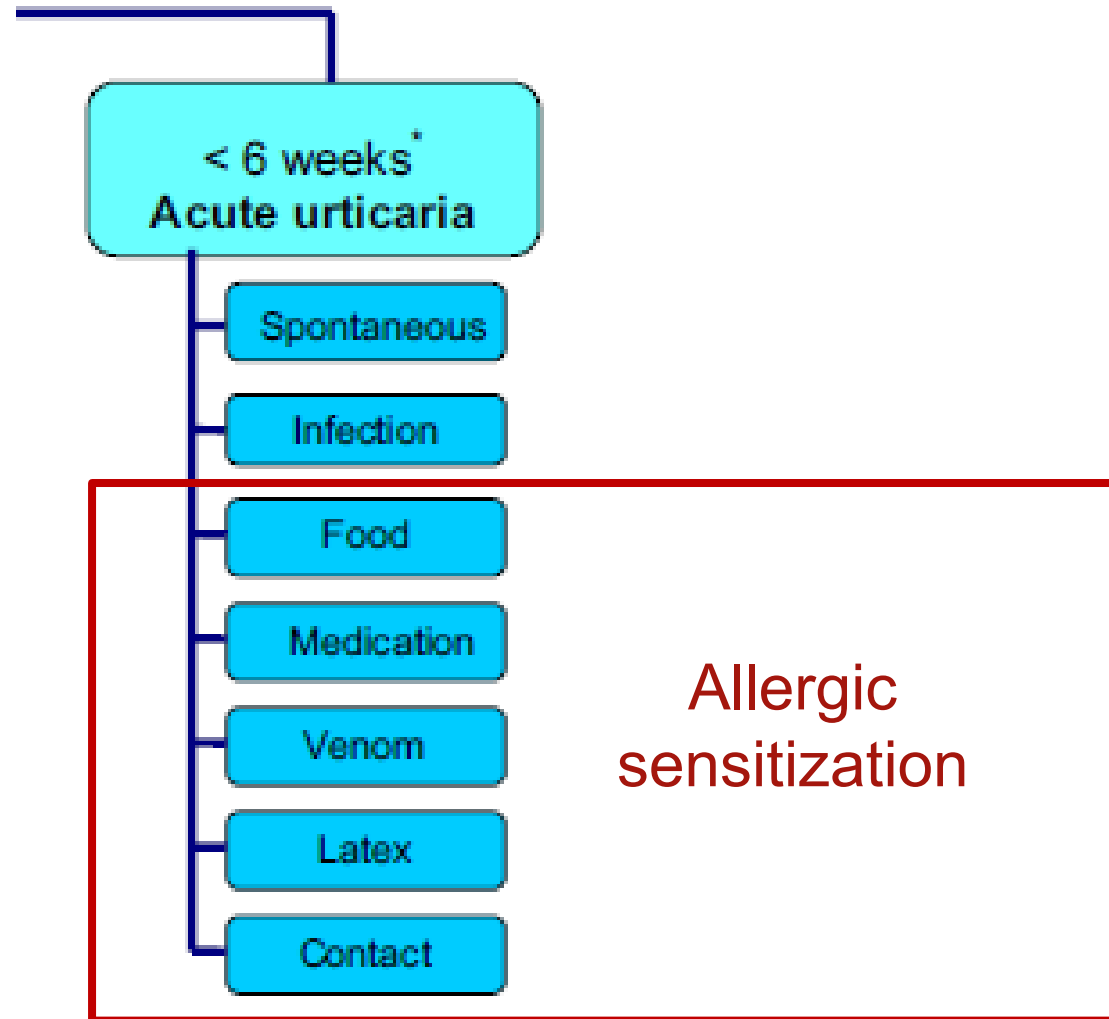 < 6 weeks*
Acute urticaria
Spontaneous
Infection
Food
Medication
Venom
Latex
Contact
Allergic
sensitization